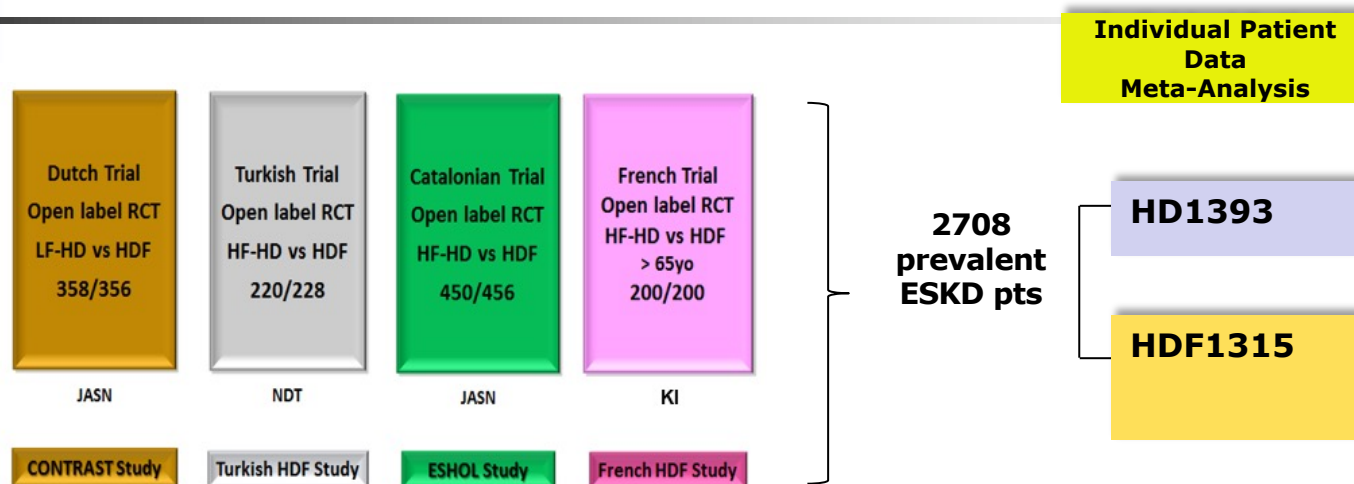 Individual Patient
Data
Meta-Analysis
Dutch Trial
Open label RCT
LF-HD vs HDF
358/356
JASN
CONTRAST Study
Turkish Trial
Open label RCT
HF-HD vs HDF
220/228
NDT
Turkish HDF Study
Catalonian Trial
Open label RCT
HF-HD vs HDF
450/456
JASN
ESHOL Study
French Trial
Open label RCT
HF-HD vs HDF
> 65yo
200/200
KI
French HDF Study
2708
prevalent
ESKD pts
HD1393
HDF1315